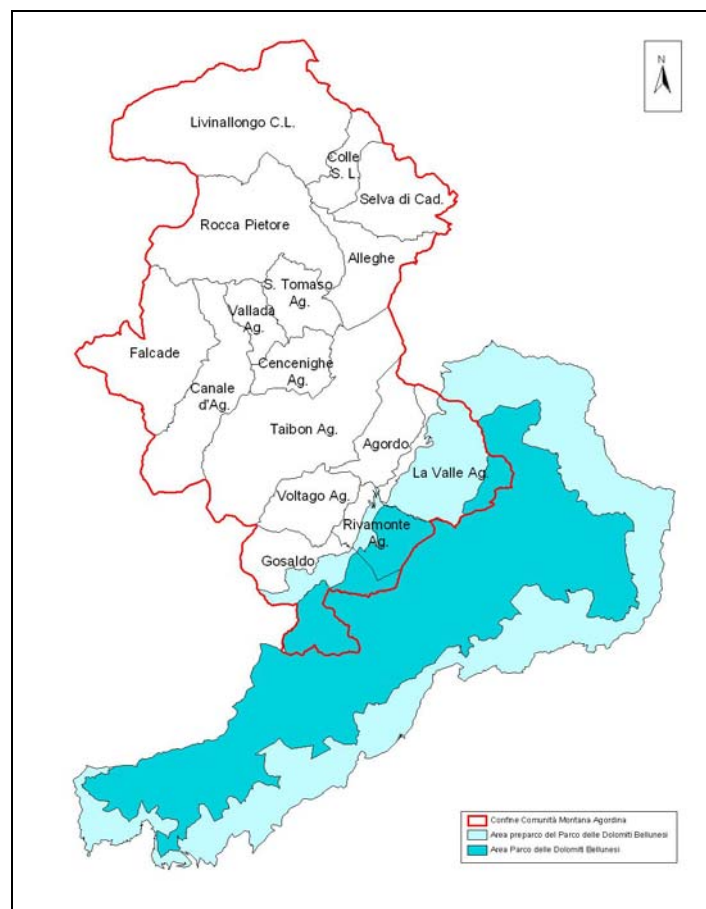 N
Livinallongo C.L.
Colle
S. L.
Selva di Cad.
Rocca Pietore
Alleghe
S. Tomaso
Ag.
Vallada
Ag.
Falcade
Cencenighe
Ag.
Canale
d'Ag.
Taibon Ag.
Agordo
La Valle Ag.
Voltago Ag.
Rivamonte
Ag.
Gosaldo
Confine Comunità Montana Agordina
Area preparco del Parco delle Dolomiti Bellunesi
Area Parco delle Dolomiti Bellunesi